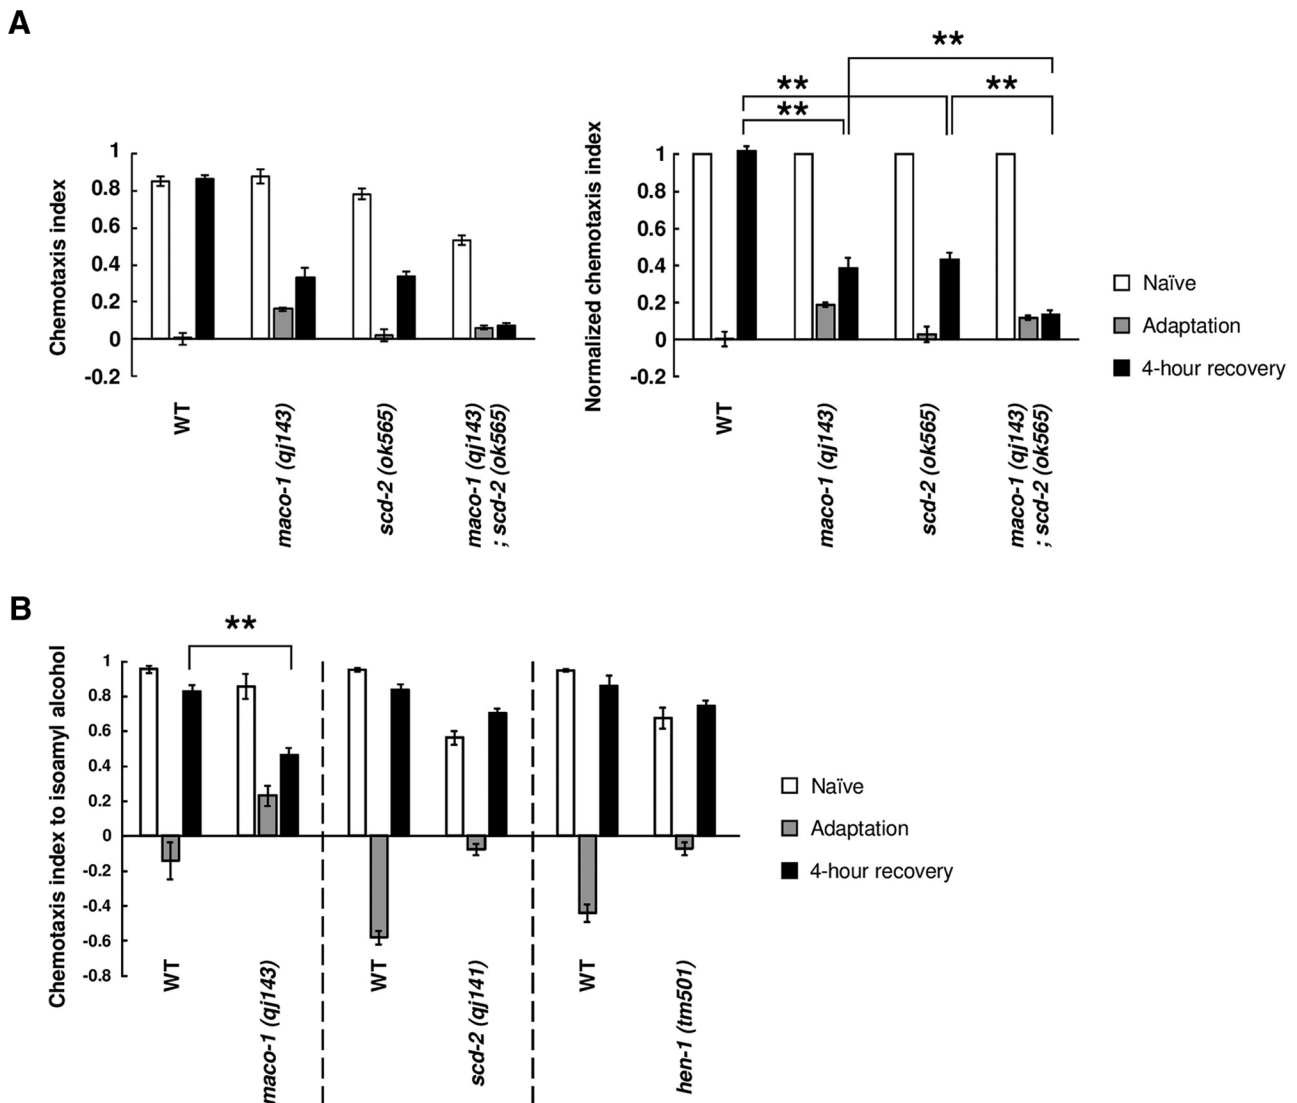 A
**
**
**
**
Chemotaxis index
1
0.8
0.6
0.4
0.2
0
-0.2
WT
maco-1 (qj143)
scd-2 (ok565)
maco-1 (qj143)
; scd-2 (ok565)
Normalized chemotaxis index
1
0.8
0.6
0.4
0.2
0
-0.2
WT
maco-1 (qj143)
scd-2 (ok565)
maco-1 (qj143)
; scd-2 (ok565)
Naïve
Adaptation
4-hour recovery
B
**
Chemotaxis index to isoamyl alcohol
1
0.8
0.6
0.4
0.2
0
-0.2
-0.4
-0.6
-0.8
WT
maco-1 (qj143)
WT
scd-2 (qj141)
WT
hen-1 (tm501)
Naïve
Adaptation
4-hour recovery